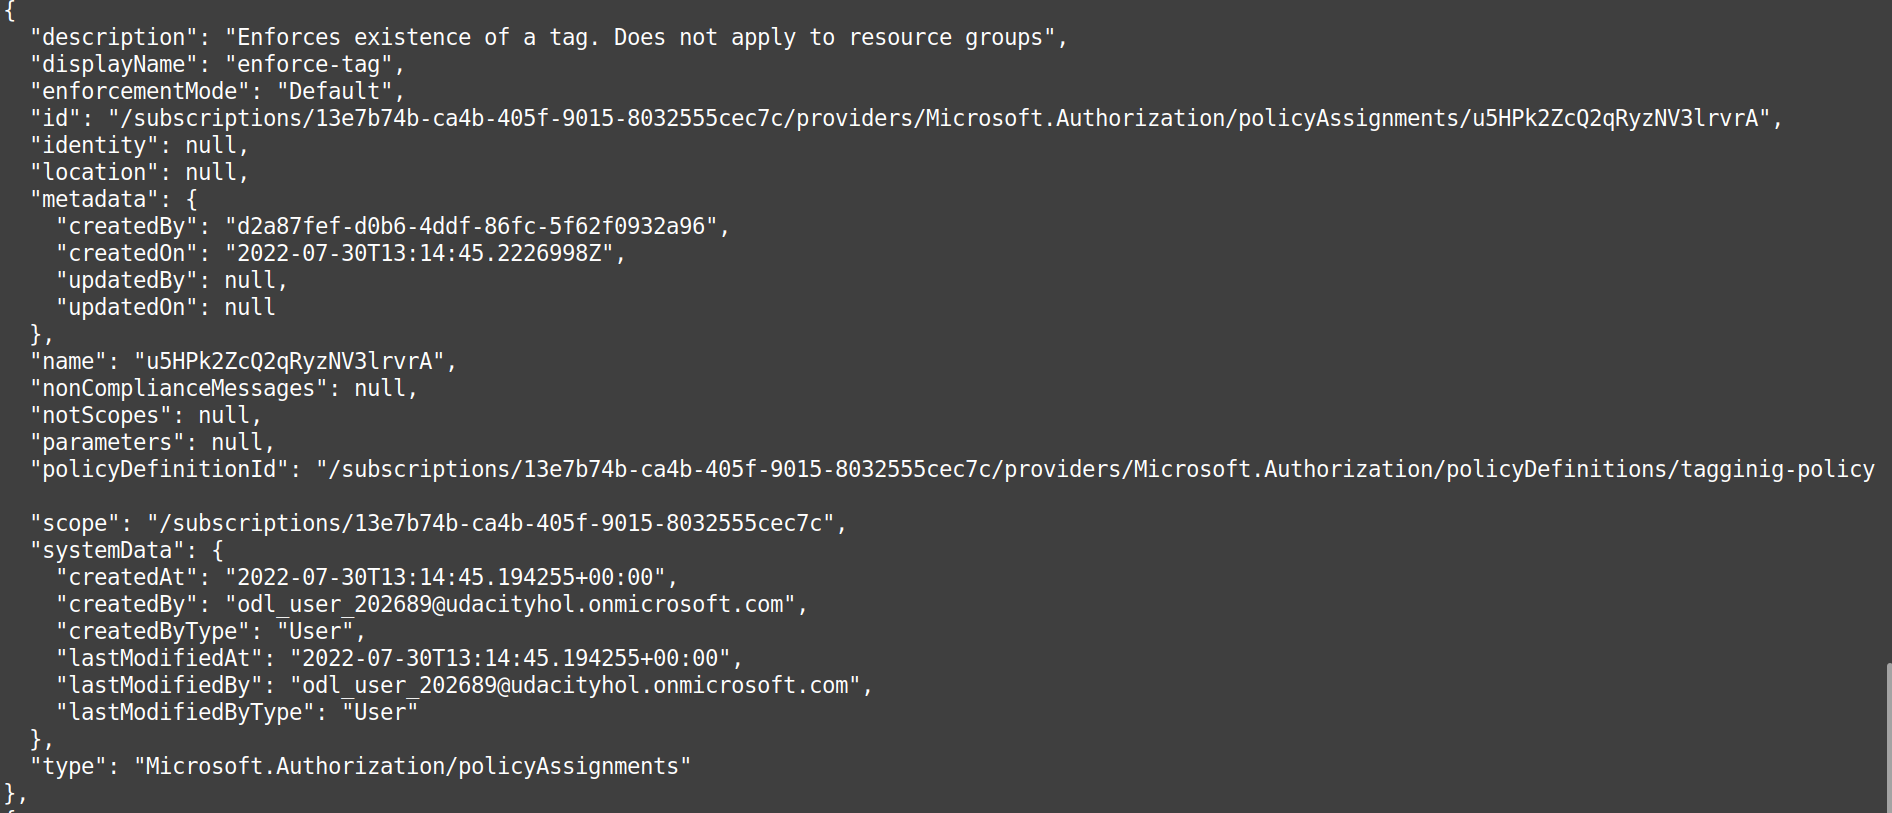 {
  "description": "Enforces existence of a tag. Does not apply to resource groups",
  "displayName": "enforce-tag",
  "enforcementMode": "Default",
  "id": "/subscriptions/13e7b74b-ca4b-405f-9015-8032555cec7c/providers/Microsoft.Authorization/policyAssignments/u5HPk2ZcQ2qRyzNV3lrvrA",
  "identity": null,
  "location": null,
  "metadata": {
    "createdBy": "d2a87fef-d0b6-4ddf-86fc-5f62f0932a96",
    "createdOn": "2022-07-30T13:14:45.2226998Z",
    "updatedBy": null,
    "updatedOn": null
  },
  "name": "u5HPk2ZcQ2qRyzNV3lrvrA",
  "nonComplianceMessages": null,
  "notScopes": null,
  "parameters": null,
  "policyDefinitionId": "/subscriptions/13e7b74b-ca4b-405f-9015-8032555cec7c/providers/Microsoft.Authorization/policyDefinitions/tagginig-policy
  "scope": "/subscriptions/13e7b74b-ca4b-405f-9015-8032555cec7c",
  "systemData": {
    "createdAt": "2022-07-30T13:14:45.194255+00:00",
    "createdBy": "odl_user_202689@udacityhol.onmicrosoft.com",
    "createdByType": "User",
    "lastModifiedAt": "2022-07-30T13:14:45.194255+00:00",
    "lastModifiedBy": "odl_user_202689@udacityhol.onmicrosoft.com",
    "lastModifiedByType": "User"
  },
  "type": "Microsoft.Authorization/policyAssignments"
},